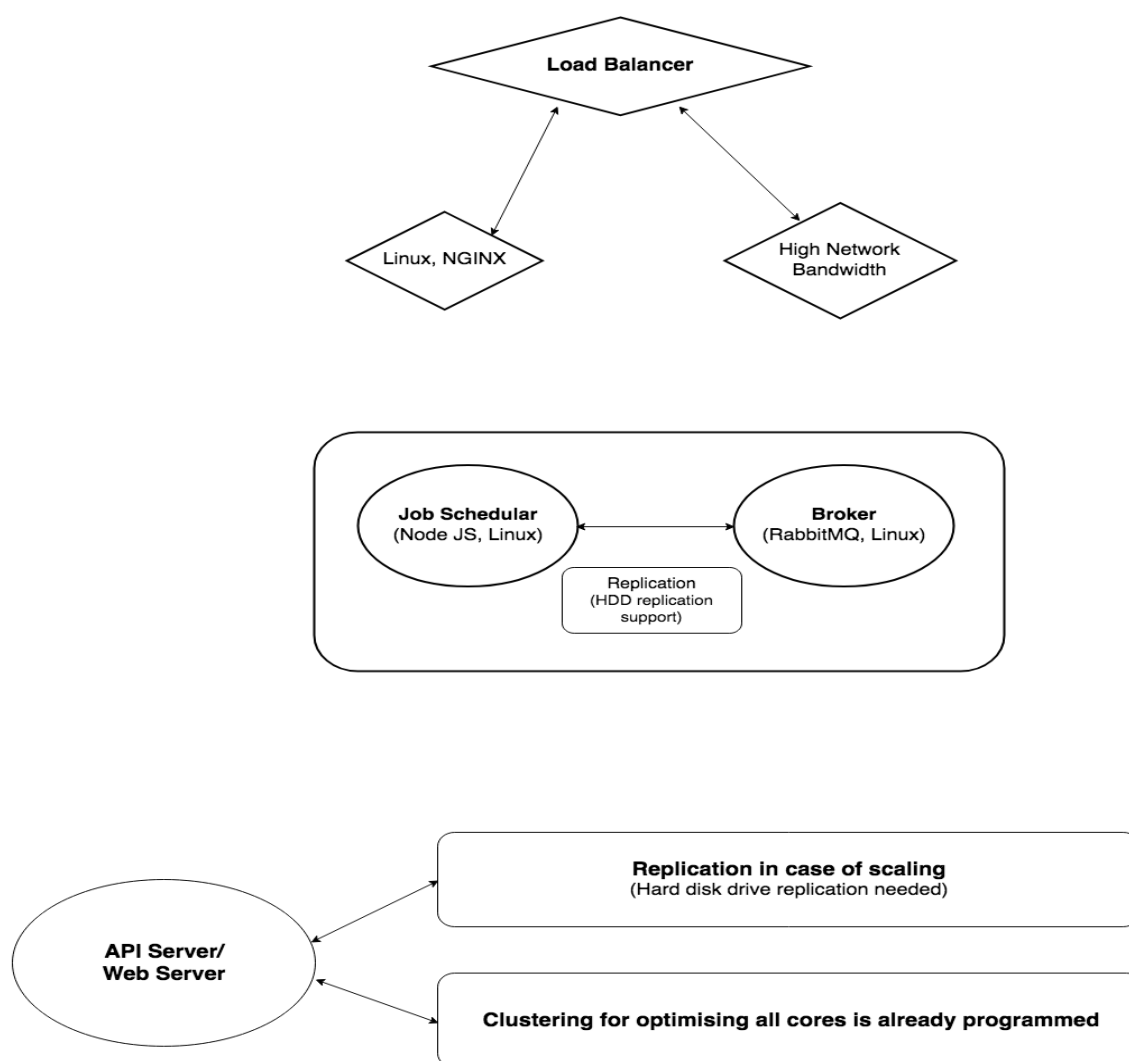 Load Balancer
Linux, NGINX
High Network
Bandwidth
Job Schedular
(Node JS, Linux)
Broker
(RabbitMQ, Linux)
Replication
(HDD replication
support)
Replication in case of scaling
(Hard disk drive replication needed)
API Server/
Web Server
Clustering for optimising all cores is already programmed